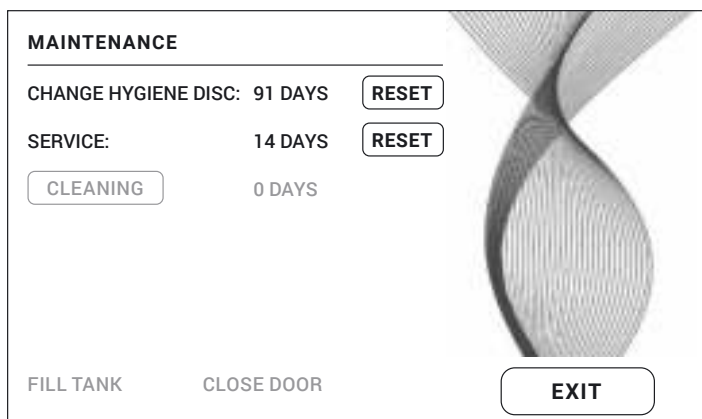 MAINTENANCE
CHANGE HYGIENE DISC: 91 DAYS RESET
SERVICE: 14 DAYS RESET
CLEANING 0 DAYS
FILL TANK CLOSE DOOR EXIT